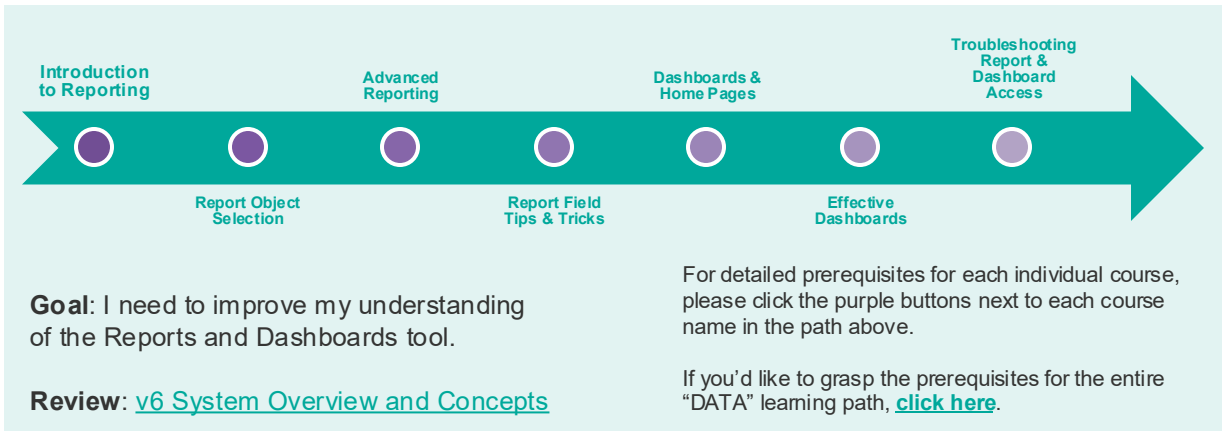 Introduction
to Reporting
Report Object
Selection
Advanced
Reporting
Report Field
Tips & Tricks
Dashboards &
Home Pages
Effective
Dashboards
Troubleshooting
Report &
Dashboard
Access
Goal: I need to improve my understanding
of the Reports and Dashboards tool.
Review: v6 System Overview and Concepts
For detailed prerequisites for each individual course,
please click the purple buttons next to each course
name in the path above.
If you’d like to grasp the prerequisites for the entire
“DATA” learning path, click here.